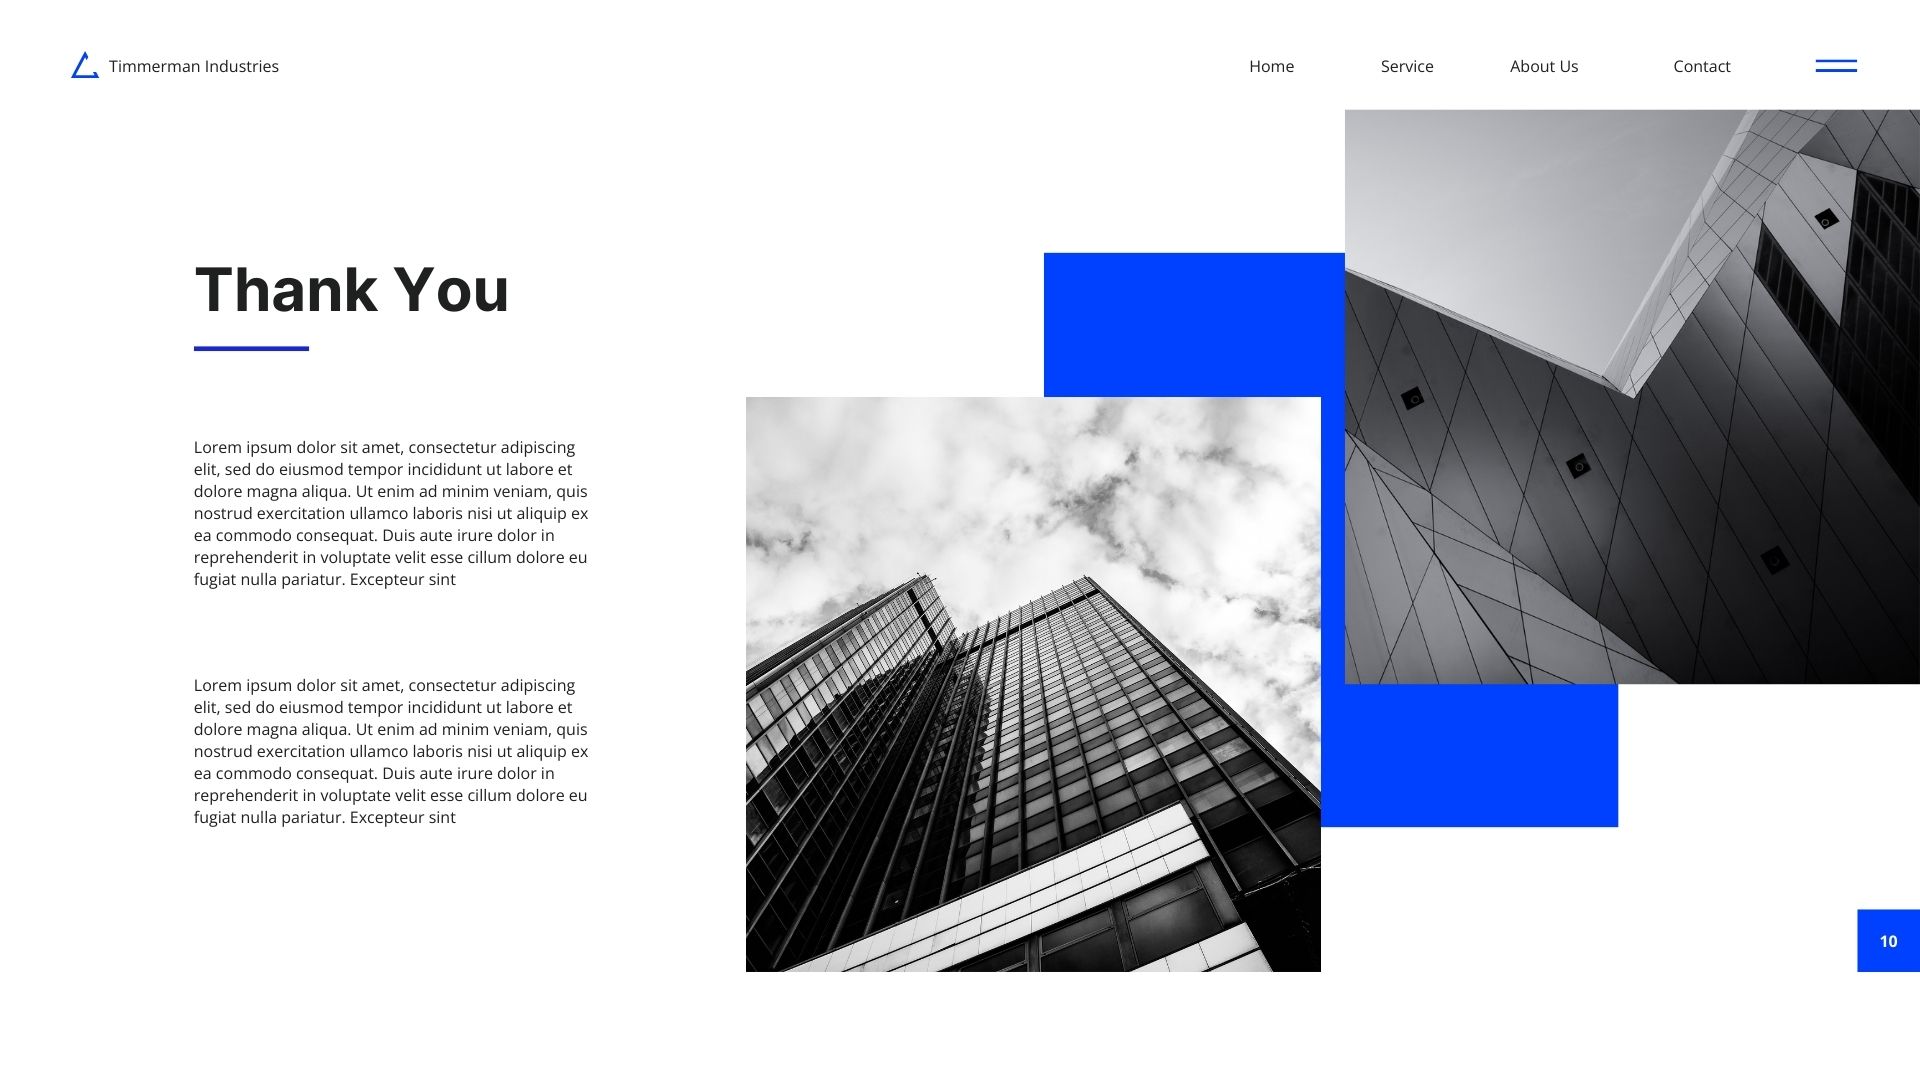 Timmerman Industries
Home
Service
About Us
Contact
Thank You
Lorem ipsum dolor sit amet, consectetur adipiscing
elit, sed do eiusmod tempor incididunt ut labore et
dolore magna aliqua. Ut enim ad minim veniam, quis
nostrud exercitation ullamco laboris nisi ut aliquip ex
ea commodo consequat. Duis aute irure dolor in
reprehenderit in voluptate velit esse cillum dolore eu
fugiat nulla pariatur. Excepteur sint
Lorem ipsum dolor sit amet, consectetur adipiscing
elit, sed do eiusmod tempor incididunt ut labore et
dolore magna aliqua. Ut enim ad minim veniam, quis
nostrud exercitation ullamco laboris nisi ut aliquip ex
ea commodo consequat. Duis aute irure dolor in
reprehenderit in voluptate velit esse cillum dolore eu
fugiat nulla pariatur. Excepteur sint
10